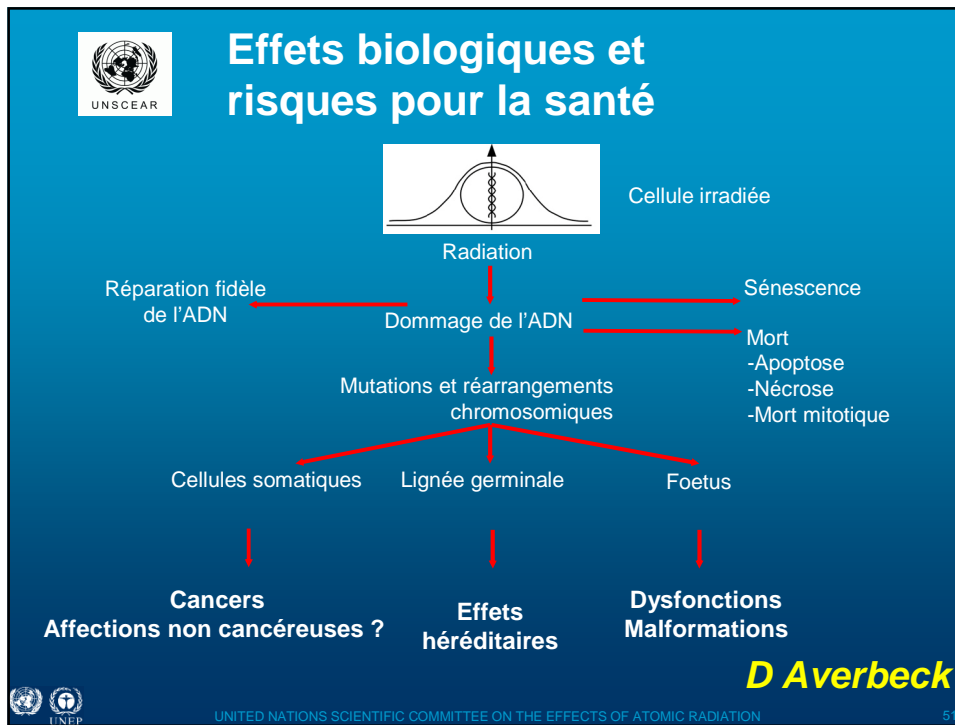 UNSCEAR
Effets biologiques et
risques pour la santé
Cellule irradiée
Radiation
Réparation fidèle
de l'ADN
Dommage de l'ADN
Sénescence
Mort
-Apoptose
-Nécrose
-Mort mitotique
Mutations et réarrangements
chromosomiques
Cellules somatiques
Lignée germinale
Foetus
Cancers
Affections non cancéreuses ?
Effets
héréditaires
Dysfonctions
Malformations
D Averbeck
UNEP
UNITED NATIONS SCIENTIFIC COMMITTEE ON THE EFFECTS OF ATOMIC RADIATION
51